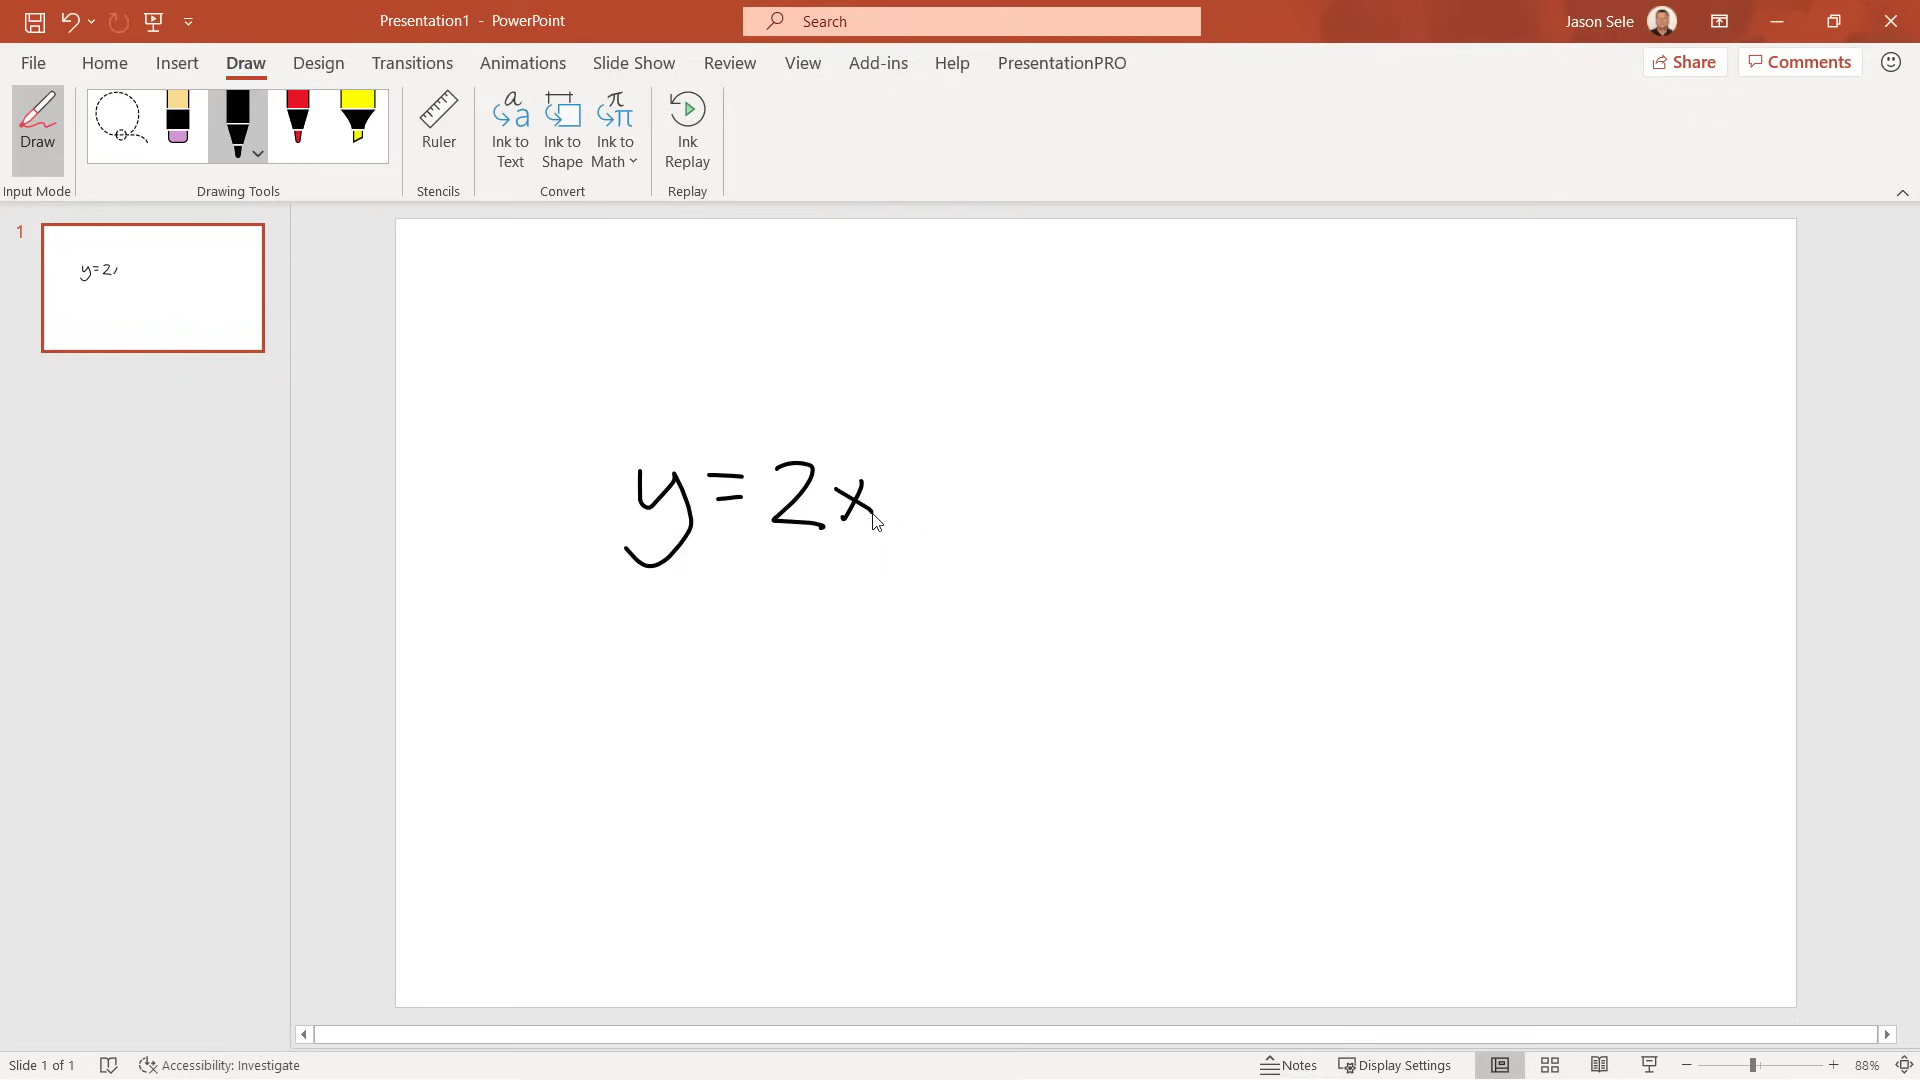 Presentation1 - PowerPoint
Search
Jason Sele
File Home Insert Draw Design Transitions Animations Slide Show Review View Add-ins Help PresentationPRO
Share Comments
Draw
Ruler
Ink to Text
Ink to Shape
Ink to Math
Ink Replay
Input Mode
Drawing Tools
Stencils
Convert
Replay
1
y=2
y=2x
Slide 1 of 1
Accessibility: Investigate
Notes
Display Settings
88%